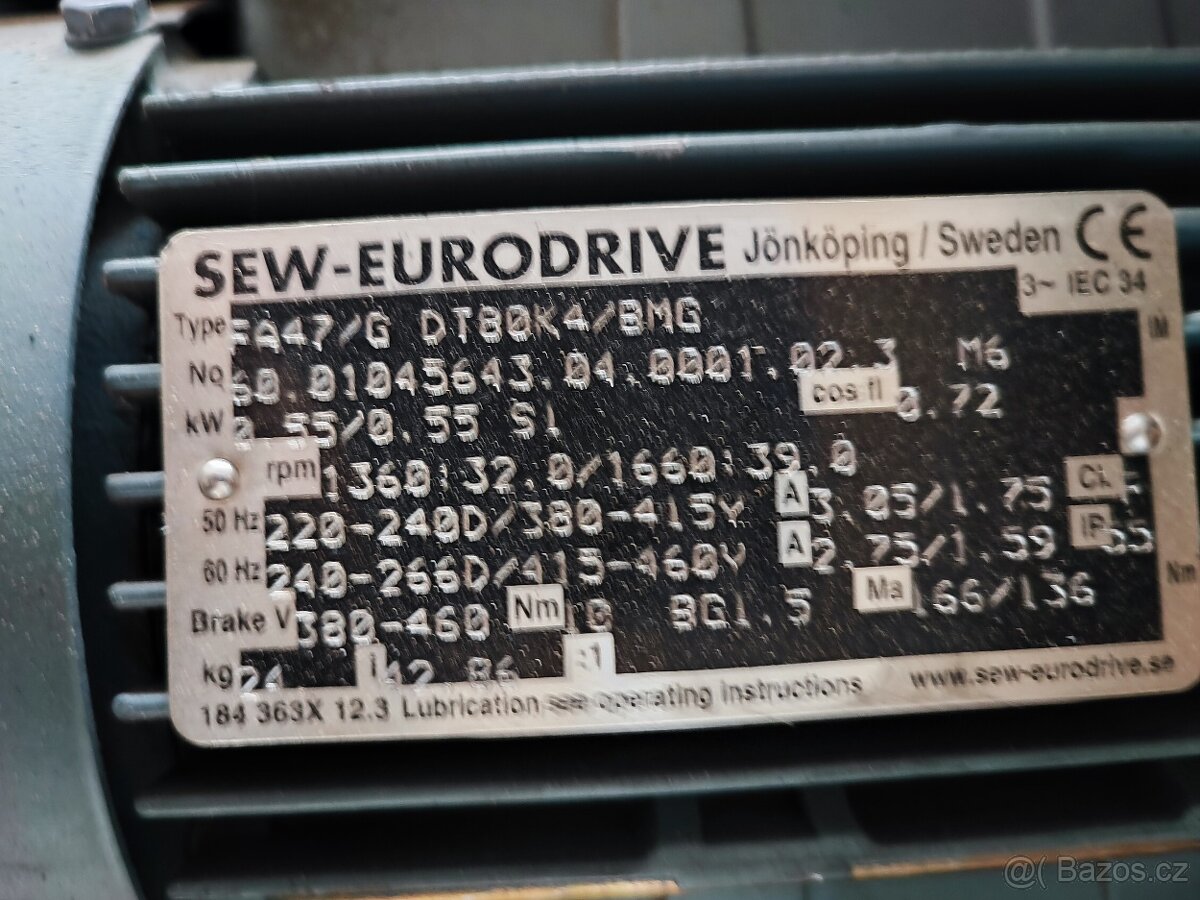 SEW-EURODRIVE Jönköping / Sweden CE
3~ IEC 34
Type FA47/G DT80K4/BMG
IM
No 60.01045643.04.0001.02.3 M6
kW 0.55/0.55 S1 cos fi 0.72
rpm 1360:32.0/1660:39.0
50 Hz 220-240D/380-415Y A 3.05/1.75 Cl. F
60 Hz 240-266D/415-460Y A 2.75/1.59 IP 55
Brake V 380-460 Nm 10 BG1.5 Ma 166/136 Nm
kg 24 i 42.86 :1
184 363X 12.3 Lubrication see operating instructions www.sew-eurodrive.se
@( Bazos.cz